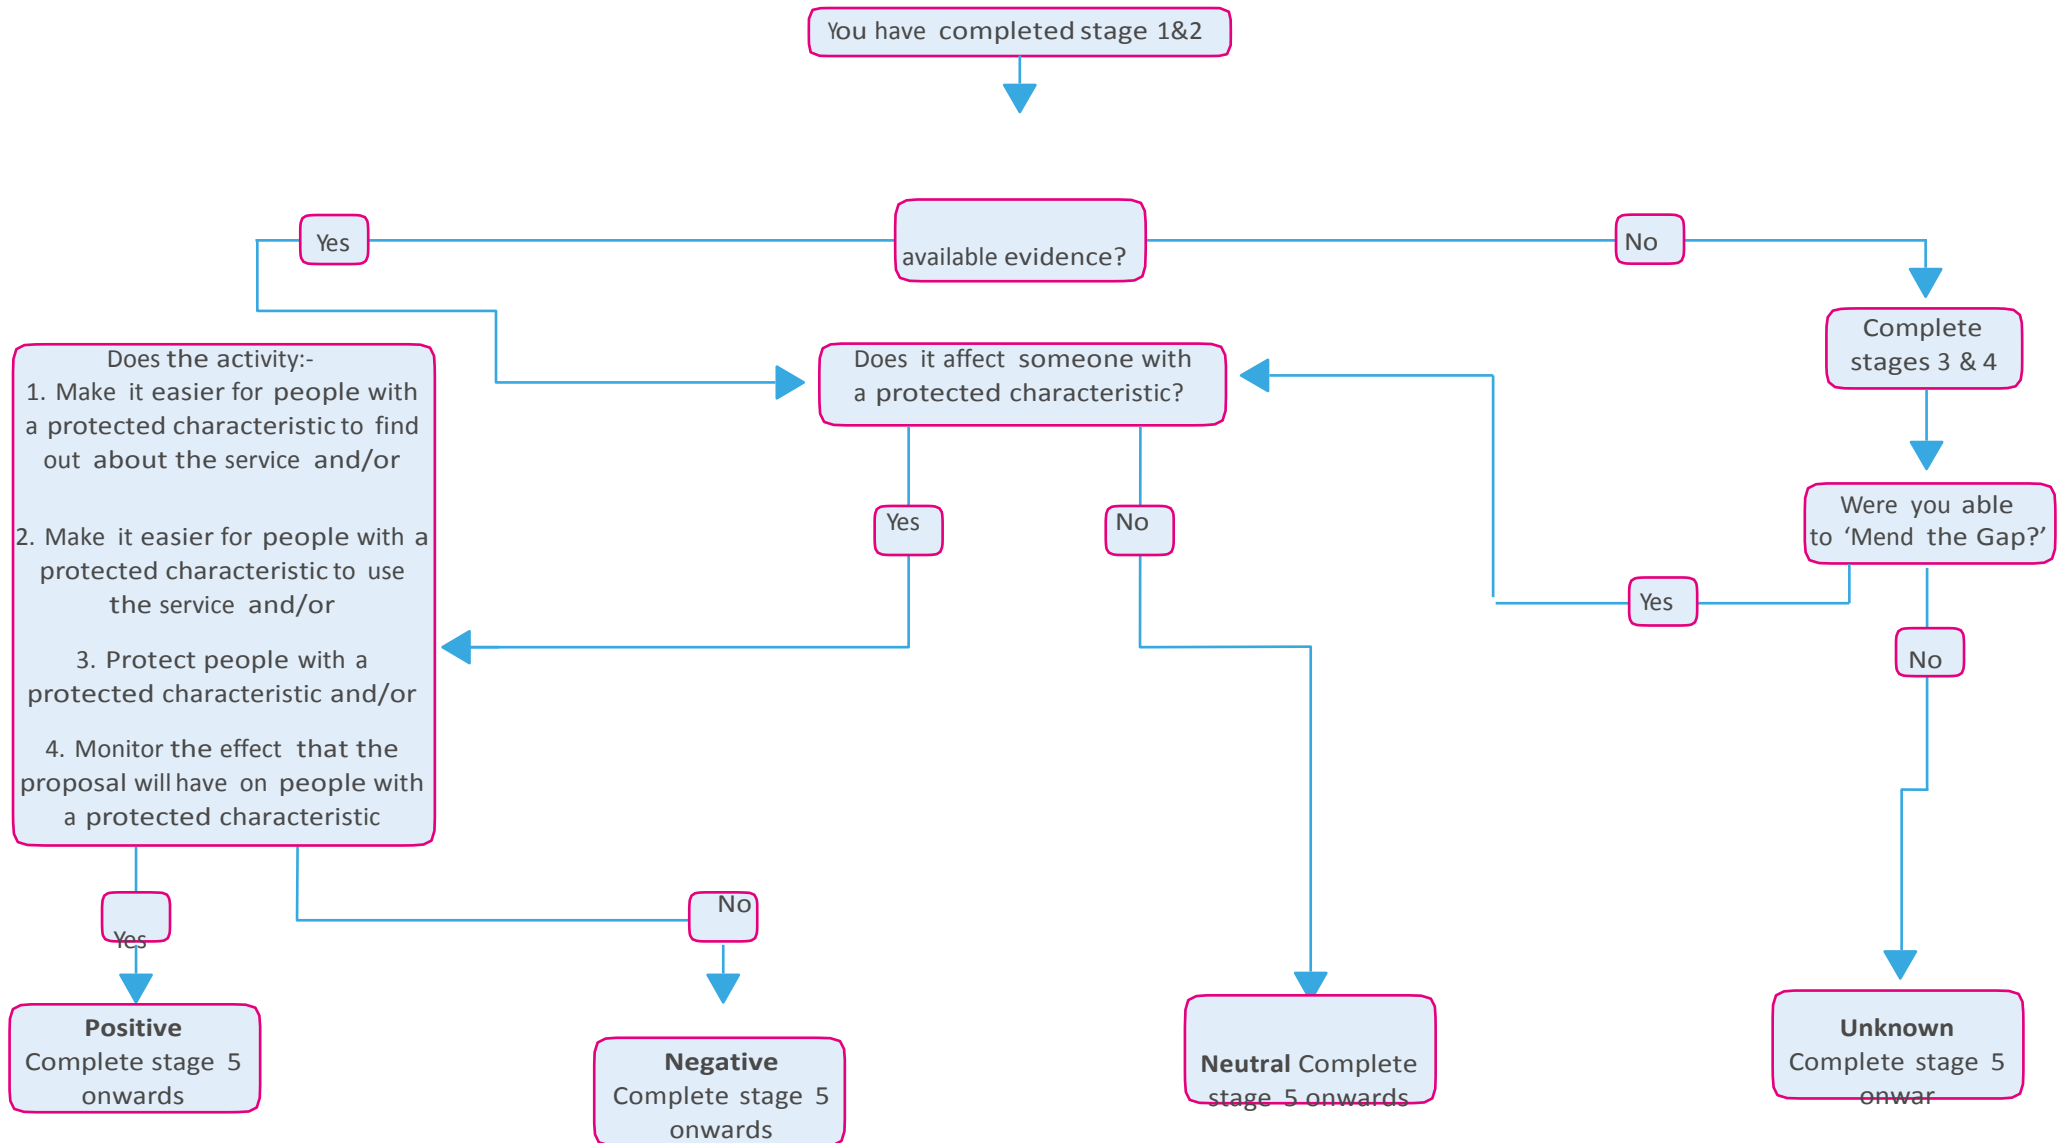 You have completed stage 1&2
Yes
available evidence?
No
Complete
stages 3 & 4
Does the activity:-
1. Make it easier for people with
a protected characteristic to find
out about the service and/or
2. Make it easier for people with a
protected characteristic to use
the service and/or
3. Protect people with a
protected characteristic and/or
4. Monitor the effect that the
proposal will have on people with
a protected characteristic
Does it affect someone with
a protected characteristic?
Were you able
to ‘Mend the Gap?’
Yes
No
Yes
No
Yes
No
Positive
Complete stage 5
onwards
Negative
Complete stage 5
onwards
Neutral Complete
stage 5 onwards
Unknown
Complete stage 5
onwar